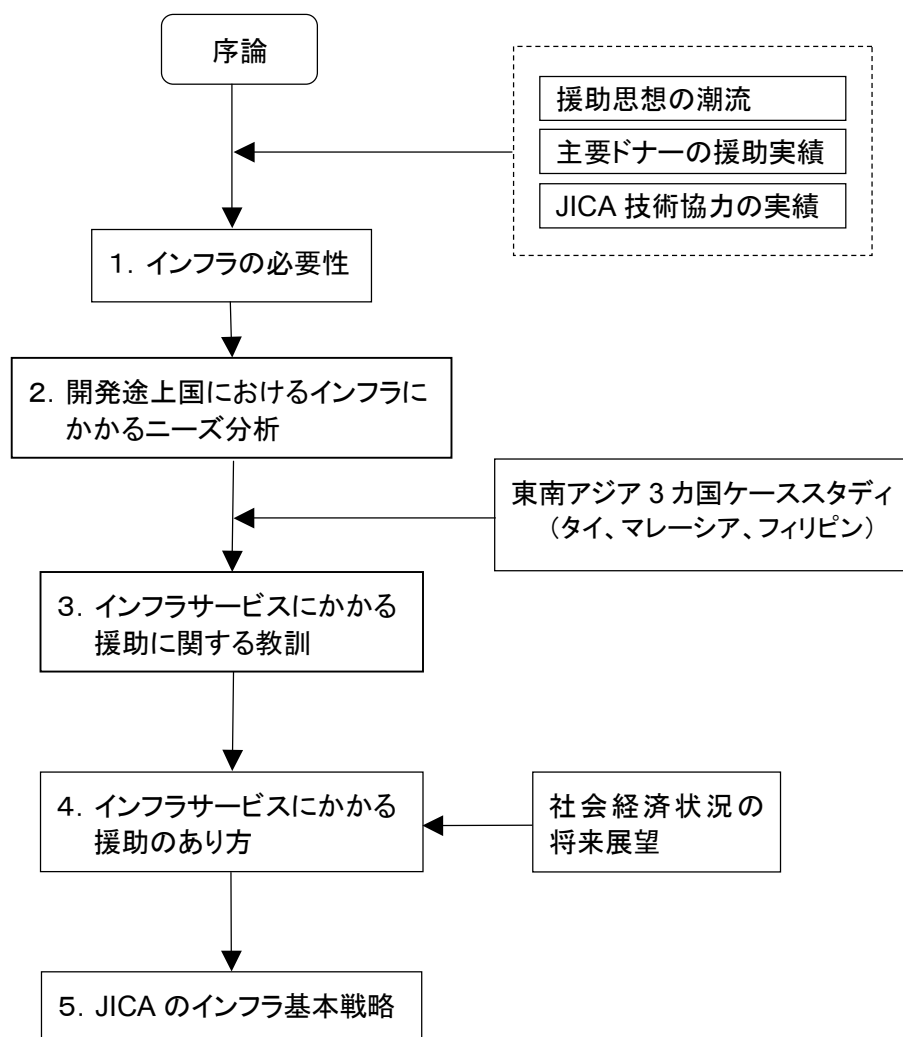 序論
援助思想の潮流
主要ドナーの援助実績
JICA 技術協力の実績
１．インフラの必要性
２．開発途上国におけるインフラに
かかるニーズ分析
東南アジア 3 カ国ケーススタディ
（タイ、マレーシア、フィリピン）
３．インフラサービスにかかる
援助に関する教訓
４．インフラサービスにかかる
援助のあり方
社会経済状況の
将来展望
５．JICA のインフラ基本戦略